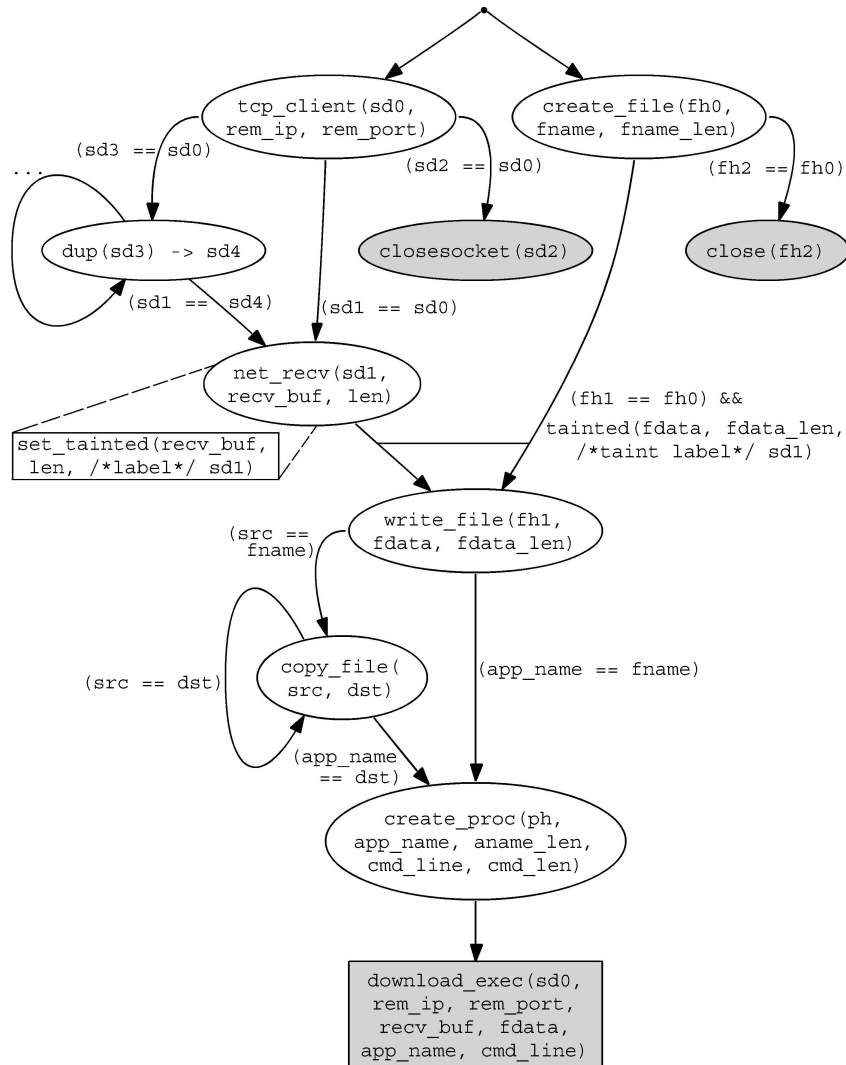 tcp_client(sd0,
rem_ip, rem_port)
create_file(fh0,
fname, fname_len)
(sd3 == sd0)
(sd2 == sd0)
(fh2 == fh0)
...
dup(sd3) -> sd4
closesocket(sd2)
close(fh2)
(sd1 == sd4)
(sd1 == sd0)
net_recv(sd1,
recv_buf, len)
(fh1 == fh0) &&
tainted(fdata, fdata_len,
/*taint label*/ sd1)
set_tainted(recv_buf,
len, /*label*/ sd1)
write_file(fh1,
fdata, fdata_len)
(src ==
fname)
copy_file(
src, dst)
(src == dst)
(app_name == fname)
(app_name
== dst)
create_proc(ph,
app_name, aname_len,
cmd_line, cmd_len)
download_exec(sd0,
rem_ip, rem_port,
recv_buf, fdata,
app_name, cmd_line)